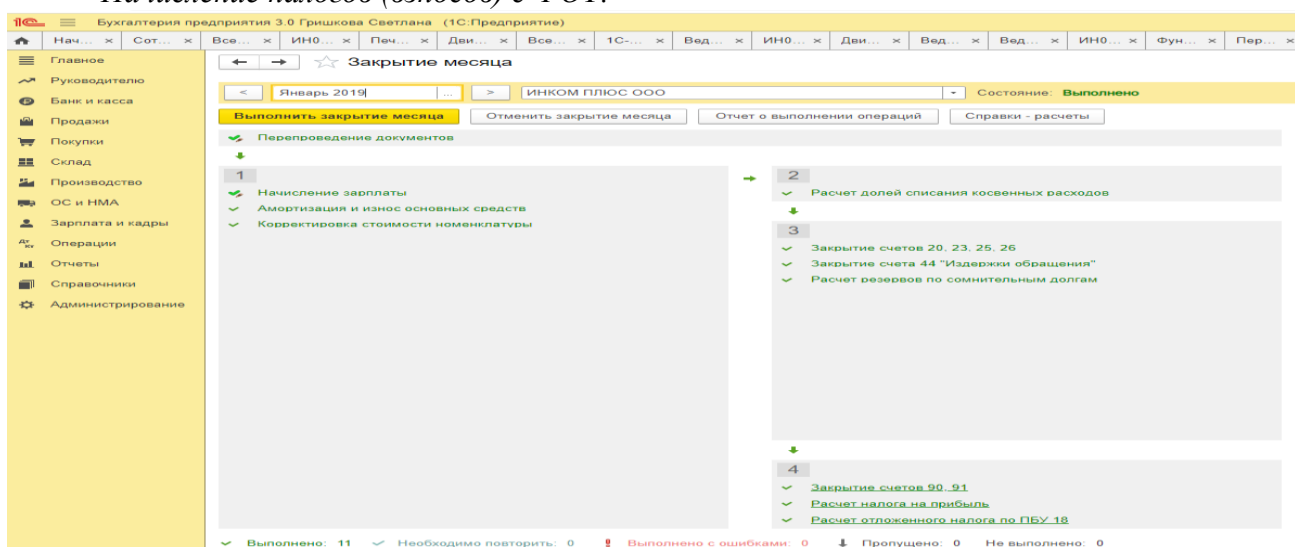 Начисление налогов (взносов) с ФОТ:
1С Бухгалтерия предприятия 3.0 Гришкова Светлана (1С:Предприятие)
Нач... × Сот... × Все... × ИН0... × Печ... × Дви... × Все... × 1С-... × Вед... × ИН0... × Дви... × Вед... × Вед... × ИН0... × Фун... × Пер... ×
Главное
Руководителю
Банк и касса
Продажи
Покупки
Склад
Производство
ОС и НМА
Зарплата и кадры
Операции
Отчеты
Справочники
Администрирование
Закрытие месяца
< Январь 2019 ... > ИНКОМ ПЛЮС ООО Состояние: Выполнено
Выполнить закрытие месяца Отменить закрытие месяца Отчет о выполнении операций Справки - расчеты
Перепроведение документов
1
Начисление зарплаты
Амортизация и износ основных средств
Корректировка стоимости номенклатуры
2
Расчет долей списания косвенных расходов
3
Закрытие счетов 20, 23, 25, 26
Закрытие счета 44 "Издержки обращения"
Расчет резервов по сомнительным долгам
4
Закрытие счетов 90, 91
Расчет налога на прибыль
Расчет отложенного налога по ПБУ 18
Выполнено: 11 Необходимо повторить: 0 Выполнено с ошибками: 0 Пропущено: 0 Не выполнено: 0